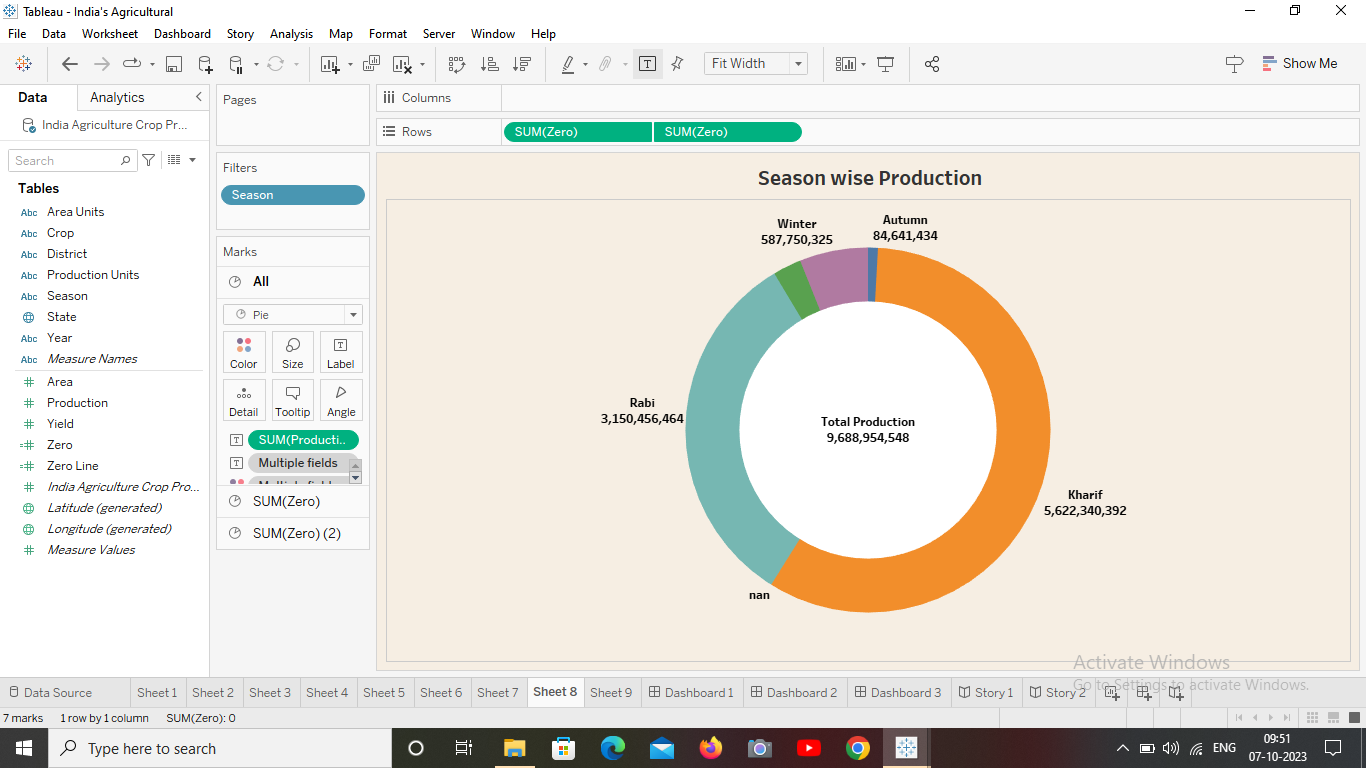 Tableau - India's Agricultural
File Data Worksheet Dashboard Story Analysis Map Format Server Window Help
Fit Width
Show Me
Data Analytics
India Agriculture Crop Pr...
Search
Tables
Abc Area Units
Abc Crop
Abc District
Abc Production Units
Abc Season
State
Abc Year
Abc Measure Names
# Area
# Production
# Yield
=# Zero
=# Zero Line
# India Agriculture Crop Pro...
Latitude (generated)
Longitude (generated)
# Measure Values
Pages
Filters
Season
Marks
All
Pie
Color Size Label
Detail Tooltip Angle
SUM(Producti..
Multiple fields
SUM(Zero)
SUM(Zero) (2)
Columns
Rows SUM(Zero) SUM(Zero)
Season wise Production
Winter
587,750,325
Autumn
84,641,434
Rabi
3,150,456,464
Total Production
9,688,954,548
Kharif
5,622,340,392
nan
Activate Windows
Go to Settings to activate Windows.
Data Source Sheet 1 Sheet 2 Sheet 3 Sheet 4 Sheet 5 Sheet 6 Sheet 7 Sheet 8 Sheet 9 Dashboard 1 Dashboard 2 Dashboard 3 Story 1 Story 2
7 marks 1 row by 1 column SUM(Zero): 0
Type here to search
ENG
09:51
07-10-2023